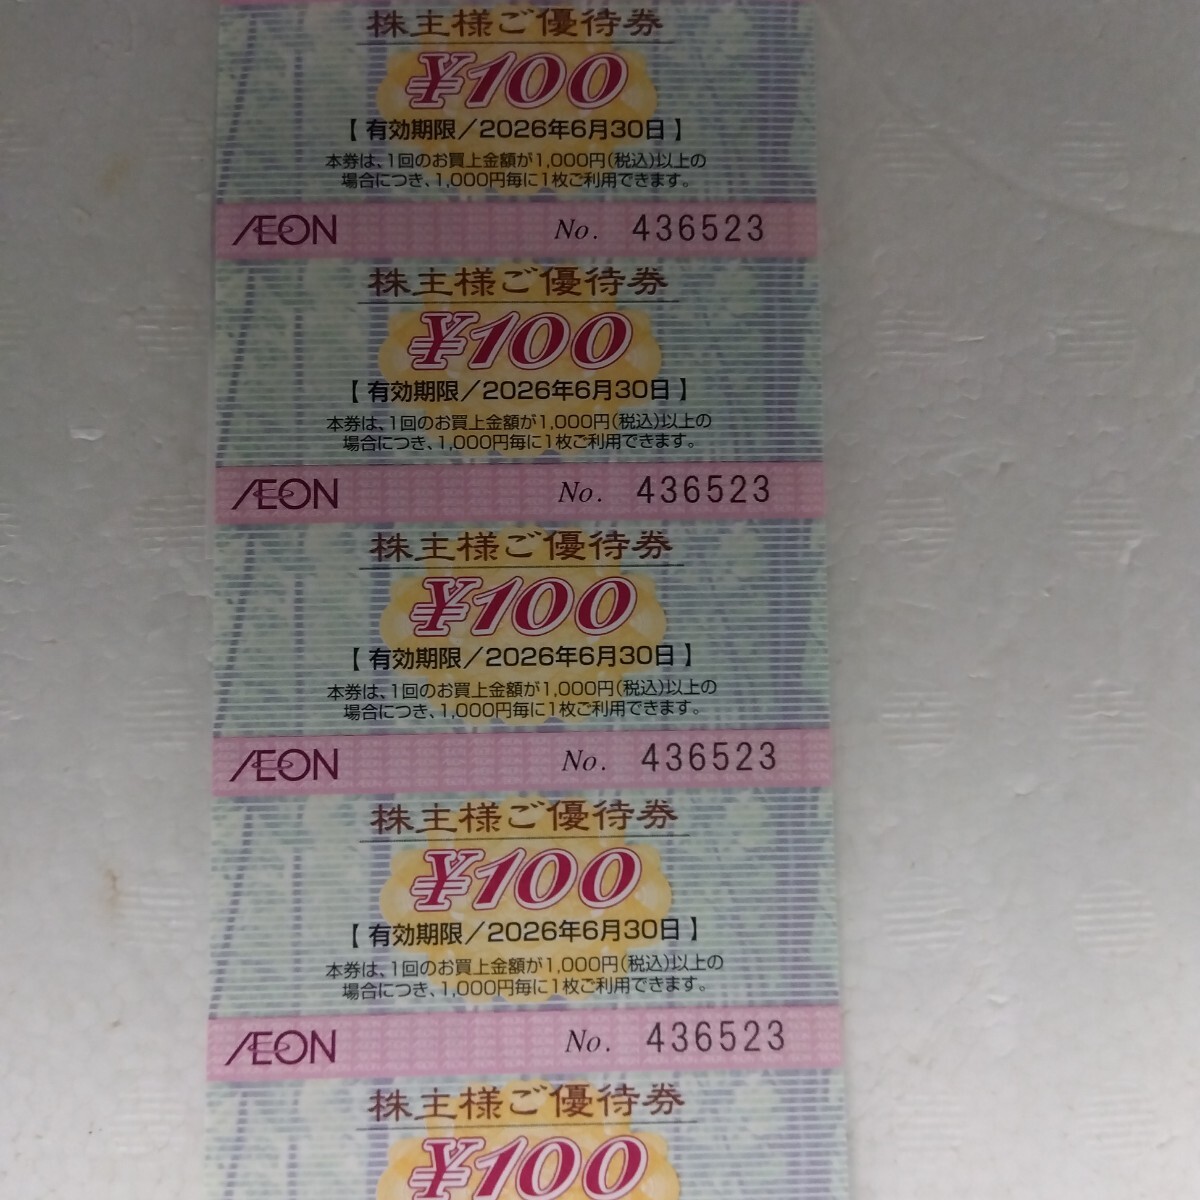 株主様ご優待券
¥100
【 有効期限／2026年6月30日 】
本券は、1回のお買上金額が1,000円(税込)以上の
場合につき、1,000円毎に1枚ご利用できます。
ÆON No. 436523
株主様ご優待券
¥100
【 有効期限／2026年6月30日 】
本券は、1回のお買上金額が1,000円(税込)以上の
場合につき、1,000円毎に1枚ご利用できます。
ÆON No. 436523
株主様ご優待券
¥100
【 有効期限／2026年6月30日 】
本券は、1回のお買上金額が1,000円(税込)以上の
場合につき、1,000円毎に1枚ご利用できます。
ÆON No. 436523
株主様ご優待券
¥100
【 有効期限／2026年6月30日 】
本券は、1回のお買上金額が1,000円(税込)以上の
場合につき、1,000円毎に1枚ご利用できます。
ÆON No. 436523
株主様ご優待券
¥100